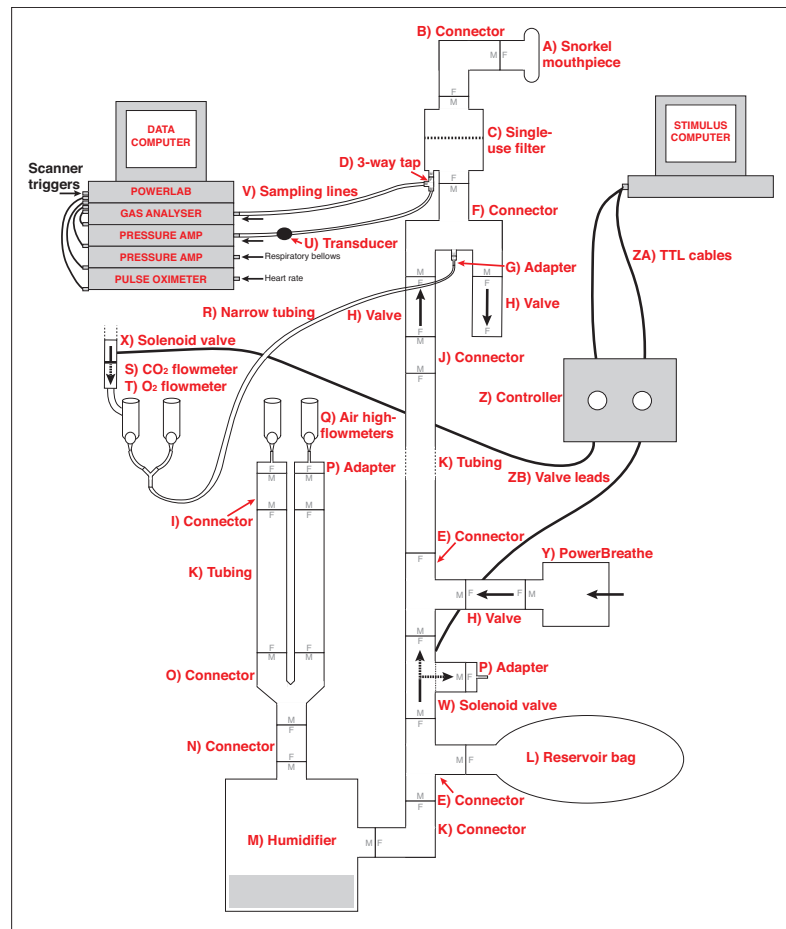 B) Connector
A) Snorkel
mouthpiece
M F
F
M
DATA
COMPUTER
STIMULUS
COMPUTER
C) Single-
use filter
D) 3-way tap
Scanner
triggers
V) Sampling lines
POWERLAB
GAS ANALYSER
PRESSURE AMP
PRESSURE AMP
PULSE OXIMETER
Respiratory bellows
Heart rate
U) Transducer
F
M
F) Connector
ZA) TTL cables
G) Adapter
M
F
M
F
R) Narrow tubing
H) Valve
H) Valve
F
M
F
X) Solenoid valve
J) Connector
S) CO2 flowmeter
T) O2 flowmeter
M
F
Z) Controller
Q) Air high-
flowmeters
P) Adapter
F
M
F
M
K) Tubing
ZB) Valve leads
I) Connector
M
F
M
F
E) Connector
K) Tubing
F
M
Y) PowerBreathe
M F
F M
H) Valve
M
F
F
M
F
M
O) Connector
P) Adapter
M F
W) Solenoid valve
M
F
M
F
N) Connector
F
M
M F
L) Reservoir bag
E) Connector
M
F
K) Connector
M) Humidifier
M F